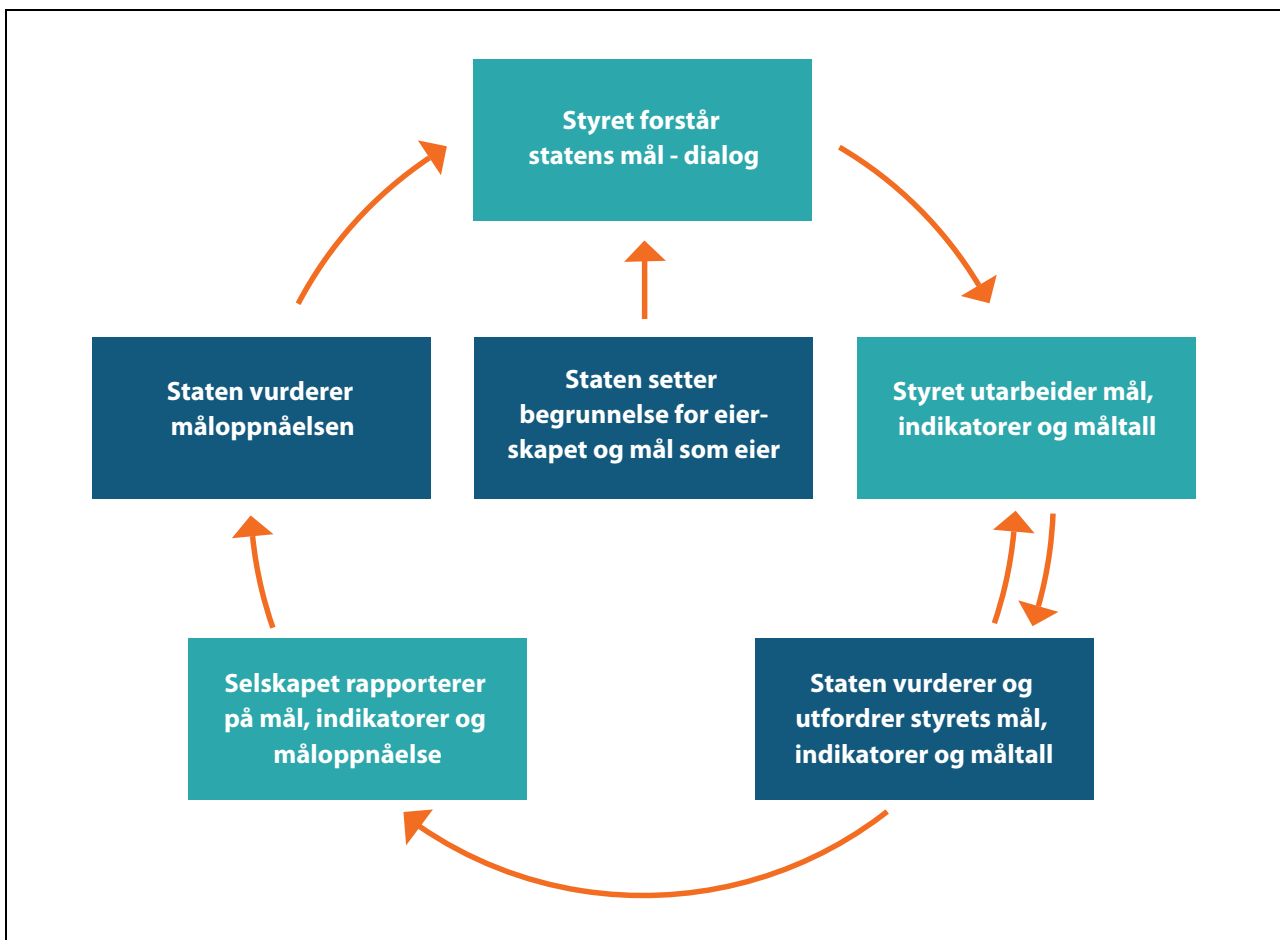 Styret forstår
statens mål - dialog
Staten vurderer
måloppnåelsen
Staten setter
begrunnelse for eier-
skapet og mål som eier
Styret utarbeider mål,
indikatorer og måltall
Selskapet rapporterer
på mål, indikatorer og
måloppnåelse
Staten vurderer og
utfordrer styrets mål,
indikatorer og måltall